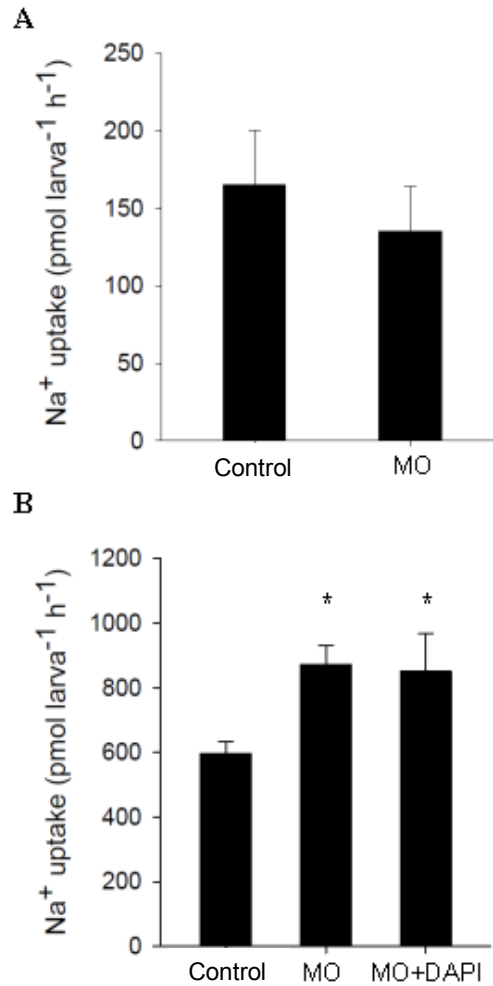 A
Na⁺ uptake (pmol larva⁻¹ h⁻¹)
250
200
150
100
50
0
Control MO
B
Na⁺ uptake (pmol larva⁻¹ h⁻¹)
1200
1000
800
600
400
200
0
* *
Control MO MO+DAPI